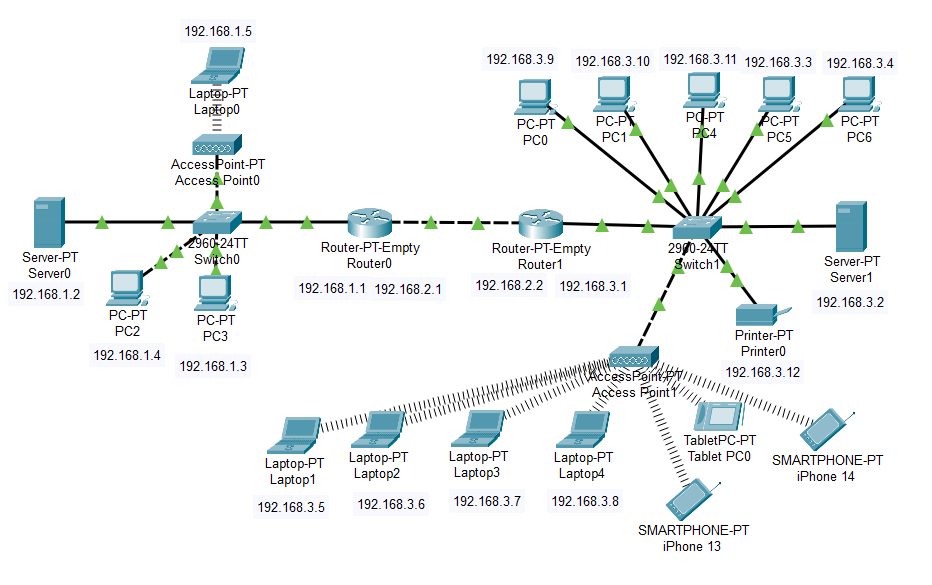 192.168.1.5
Laptop-PT
Laptop0
AccessPoint-PT
Access Point0
Server-PT
Server0
192.168.1.2
2960-24TT
Switch0
PC-PT
PC2
192.168.1.4
PC-PT
PC3
192.168.1.3
Router-PT-Empty
Router0
192.168.1.1
192.168.2.1
Router-PT-Empty
Router1
192.168.2.2
192.168.3.1
192.168.3.9
PC-PT
PC0
192.168.3.10
PC-PT
PC1
192.168.3.11
PC-PT
PC4
192.168.3.3
PC-PT
PC5
192.168.3.4
PC-PT
PC6
2960-24TT
Switch1
Server-PT
Server1
192.168.3.2
Printer-PT
Printer0
192.168.3.12
AccessPoint-PT
Access Point1
Laptop-PT
Laptop1
192.168.3.5
Laptop-PT
Laptop2
192.168.3.6
Laptop-PT
Laptop3
192.168.3.7
Laptop-PT
Laptop4
192.168.3.8
TabletPC-PT
Tablet PC0
SMARTPHONE-PT
iPhone 14
SMARTPHONE-PT
iPhone 13